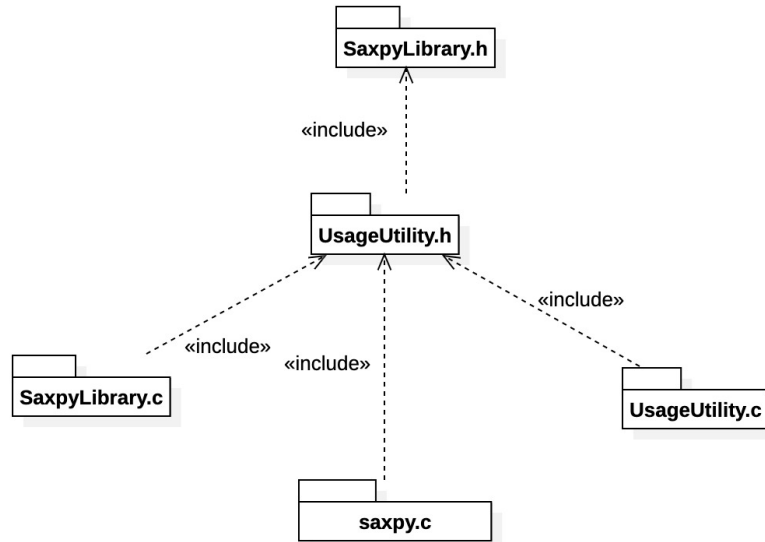 SaxpyLibrary.h
«include»
UsageUtility.h
«include»
«include»
«include»
SaxpyLibrary.c
UsageUtility.c
saxpy.c